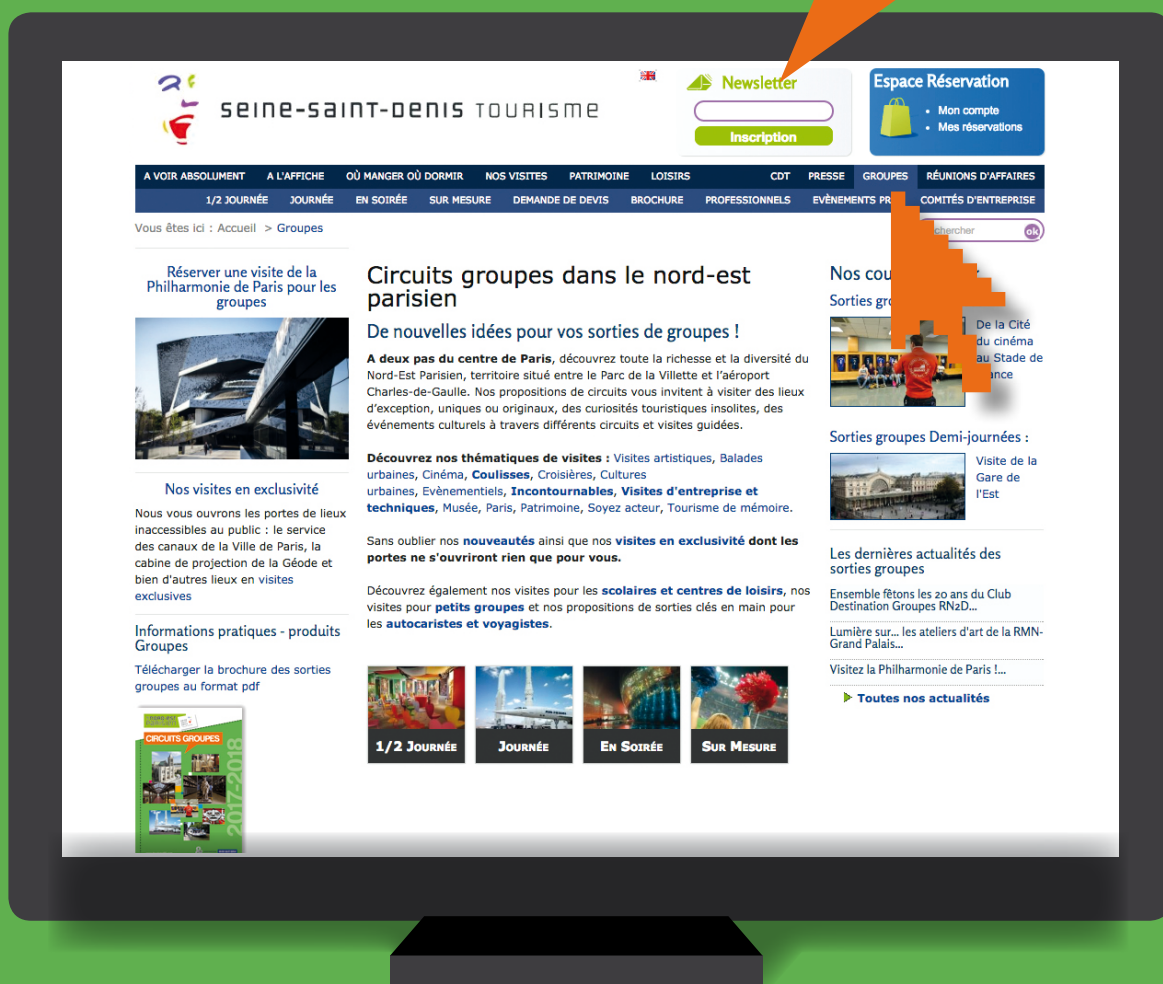 SEINE-SAINT-DENIS TOURISME
Newsletter
Inscription
Espace Réservation
• Mon compte
• Mes réservations
A VOIR ABSOLUMENT A L'AFFICHE OÙ MANGER OÙ DORMIR NOS VISITES PATRIMOINE LOISIRS CDT PRESSE GROUPES RÉUNIONS D'AFFAIRES
1/2 JOURNÉE JOURNÉE EN SOIRÉE SUR MESURE DEMANDE DE DEVIS BROCHURE PROFESSIONNELS EVÈNEMENTS COMITÉS D'ENTREPRISE
Vous êtes ici : Accueil > Groupes
ok
Réserver une visite de la
Philharmonie de Paris pour les
groupes
Nos visites en exclusivité
Nous vous ouvrons les portes de lieux
inaccessibles au public : le service
des canaux de la Ville de Paris, la
cabine de projection de la Géode et
bien d'autres lieux en visites
exclusives
Informations pratiques - produits
Groupes
Télécharger la brochure des sorties
groupes au format pdf
CIRCUITS GROUPES
2017-2018
Circuits groupes dans le nord-est
parisien
De nouvelles idées pour vos sorties de groupes !
A deux pas du centre de Paris, découvrez toute la richesse et la diversité du
Nord-Est Parisien, territoire situé entre le Parc de la Villette et l'aéroport
Charles-de-Gaulle. Nos propositions de circuits vous invitent à visiter des lieux
d'exception, uniques ou originaux, des curiosités touristiques insolites, des
événements culturels à travers différents circuits et visites guidées.
Découvrez nos thématiques de visites : Visites artistiques, Balades
urbaines, Cinéma, Coulisses, Croisières, Cultures
urbaines, Evènementiels, Incontournables, Visites d'entreprise et
techniques, Musée, Paris, Patrimoine, Soyez acteur, Tourisme de mémoire.
Sans oublier nos nouveautés ainsi que nos visites en exclusivité dont les
portes ne s'ouvriront rien que pour vous.
Découvrez également nos visites pour les scolaires et centres de loisirs, nos
visites pour petits groupes et nos propositions de sorties clés en main pour
les autocaristes et voyagistes.
1/2 JOURNÉE
JOURNÉE
EN SOIRÉE
SUR MESURE
Nos
Sorties
De la Cité
du cinéma
au Stade de
Sorties groupes Demi-journées :
Visite de la
Gare de
l'Est
Les dernières actualités des
sorties groupes
Ensemble fêtons les 20 ans du Club
Destination Groupes RN2D...
Lumière sur... les ateliers d'art de la RMN-
Grand Palais...
Visitez la Philharmonie de Paris !...
Toutes nos actualités